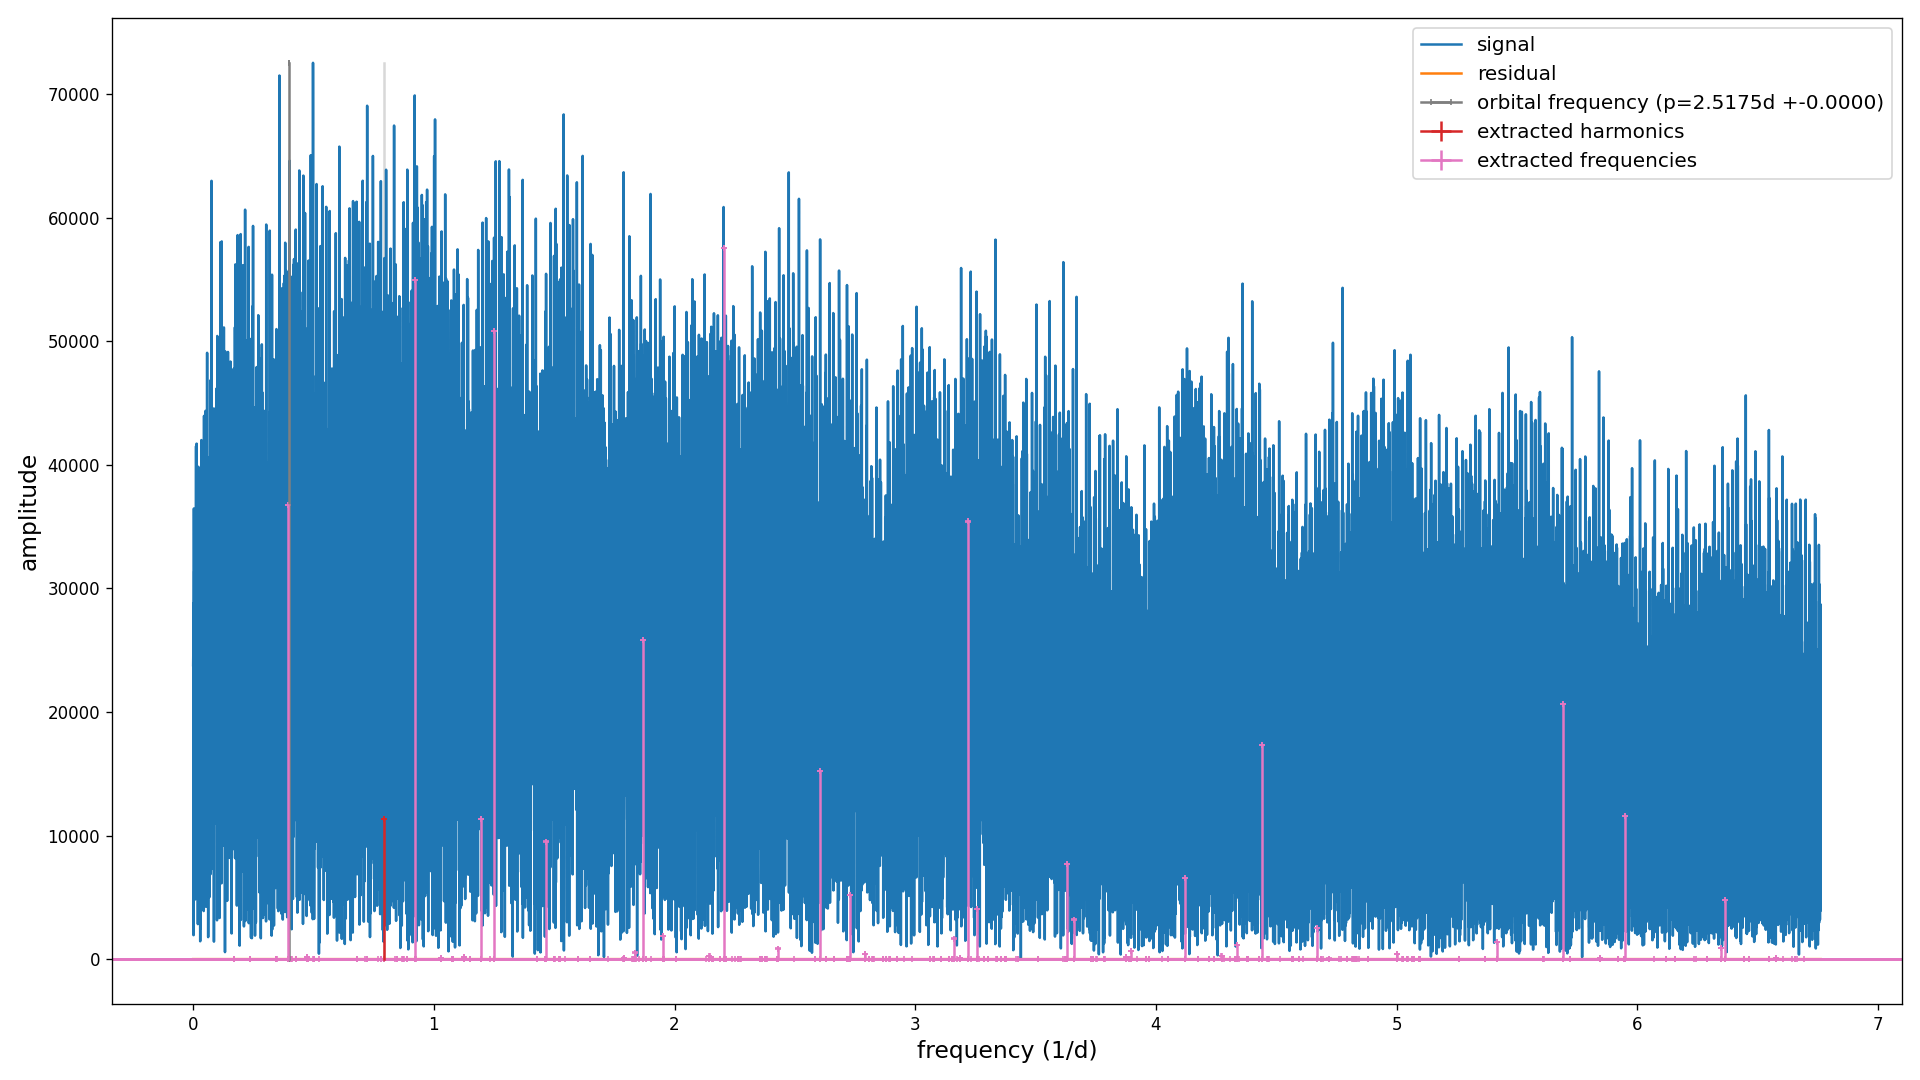 signal
residual
orbital frequency (p=2.5175d +-0.0000)
extracted harmonics
extracted frequencies
amplitude
70000
60000
50000
40000
30000
20000
10000
0
0 1 2 3 4 5 6 7
frequency (1/d)